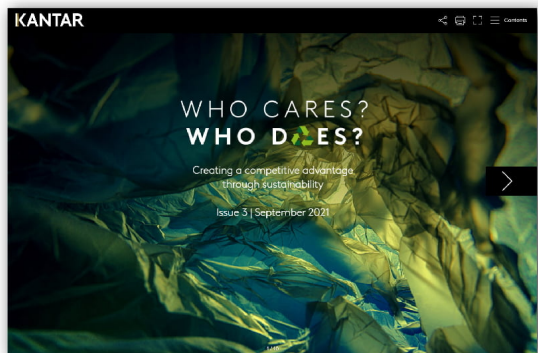 KANTAR
Contents
WHO CARES?
WHO DOES?
Creating a competitive advantage
through sustainability
Issue 3 | September 2021